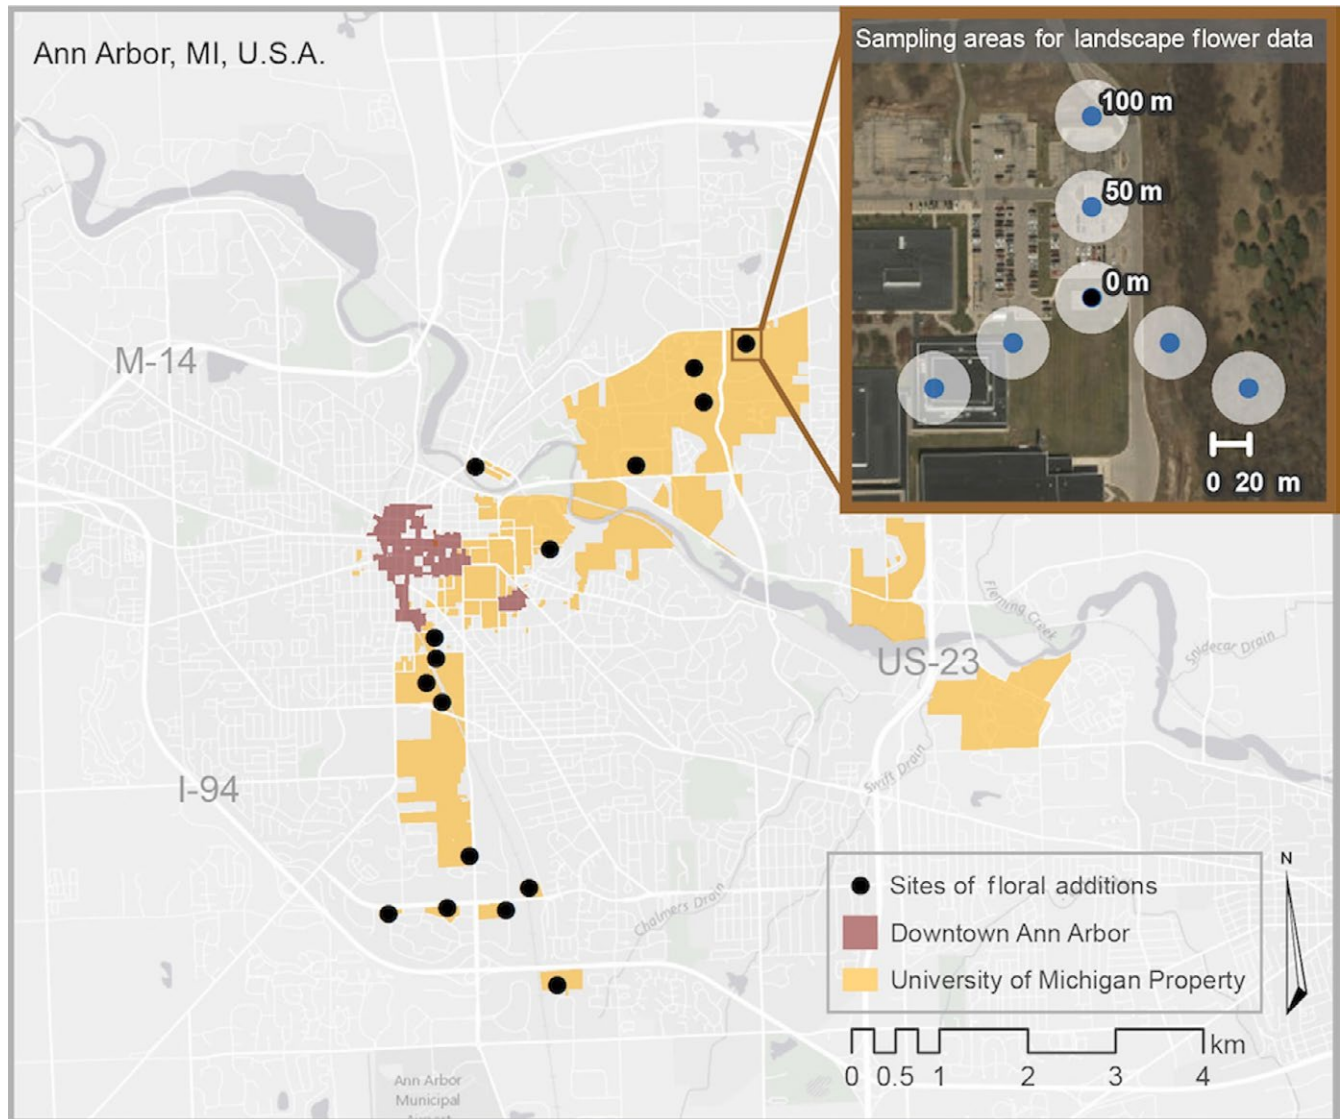 Ann Arbor, MI, U.S.A.
Sampling areas for landscape flower data
100 m
50 m
0 m
0 20 m
M-14
Fleming Creek
US-23
Swift Drain
I-94
Chalmers Drain
Sites of floral additions
Downtown Ann Arbor
University of Michigan Property
N
km
0 0.5 1 2 3 4
Ann Arbor
Municipal